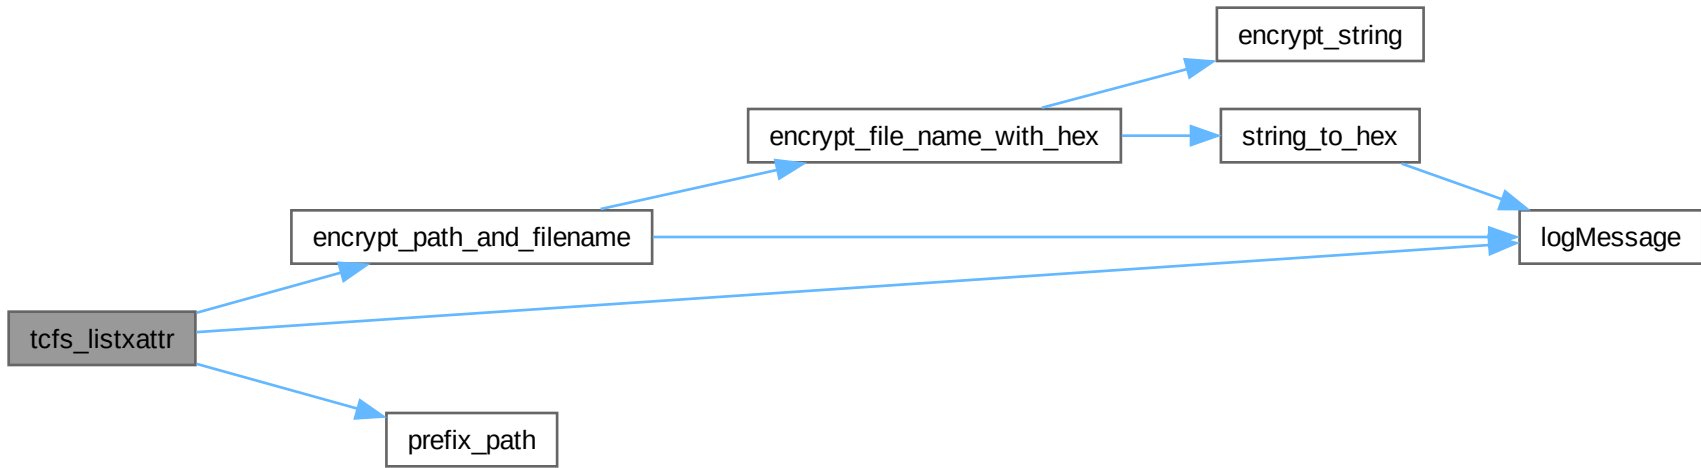 encrypt_string
encrypt_file_name_with_hex
string_to_hex
encrypt_path_and_filename
logMessage
tcfs_listxattr
prefix_path